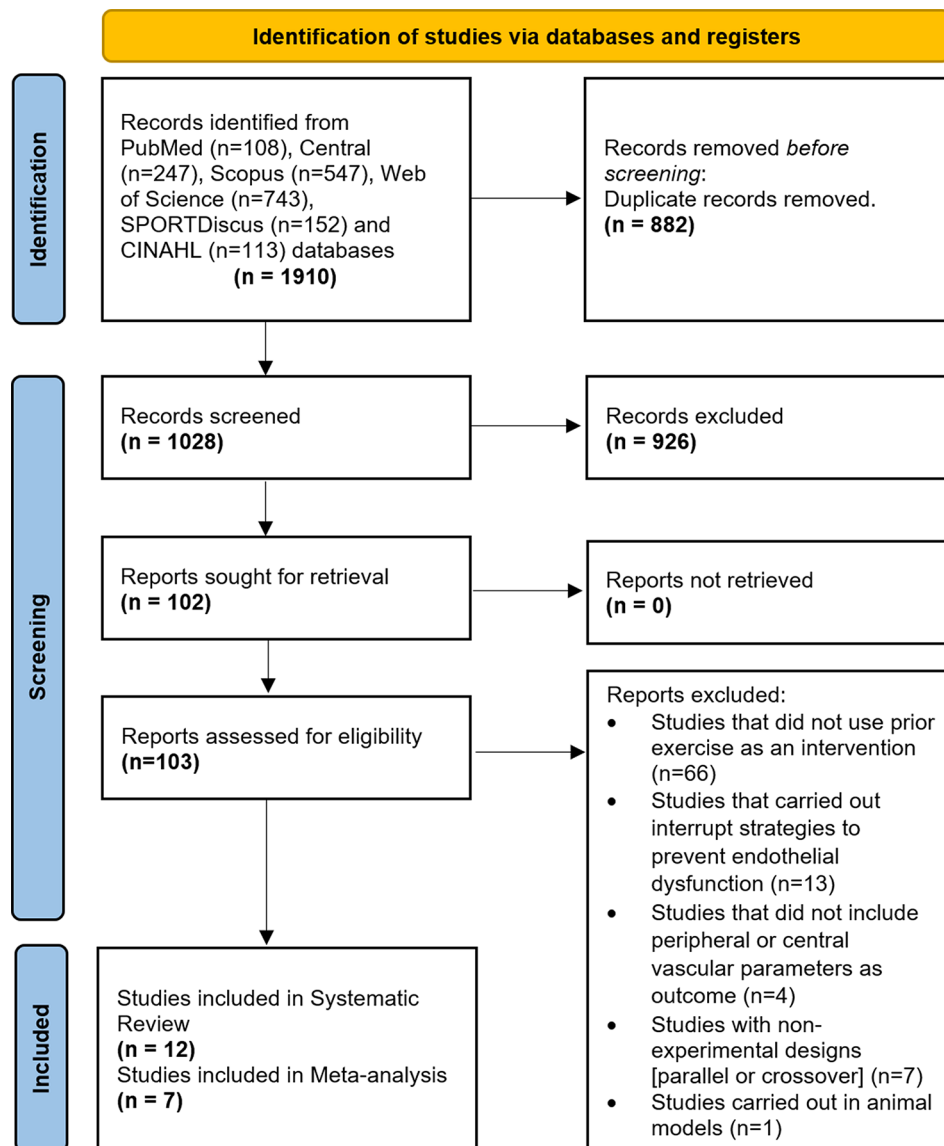 Identification of studies via databases and registers
Identification
Records identified from
PubMed (n=108), Central
(n=247), Scopus (n=547), Web
of Science (n=743),
SPORTDiscus (n=152) and
CINAHL (n=113) databases
(n = 1910)
Records removed before
screening:
Duplicate records removed.
(n = 882)
Screening
Records screened
(n = 1028)
Records excluded
(n = 926)
Reports sought for retrieval
(n = 102)
Reports not retrieved
(n = 0)
Reports assessed for eligibility
(n=103)
Reports excluded:
• Studies that did not use prior
exercise as an intervention
(n=66)
• Studies that carried out
interrupt strategies to
prevent endothelial
dysfunction (n=13)
• Studies that did not include
peripheral or central
vascular parameters as
outcome (n=4)
• Studies with non-
experimental designs
[parallel or crossover] (n=7)
• Studies carried out in animal
models (n=1)
Included
Studies included in Systematic
Review
(n = 12)
Studies included in Meta-analysis
(n = 7)